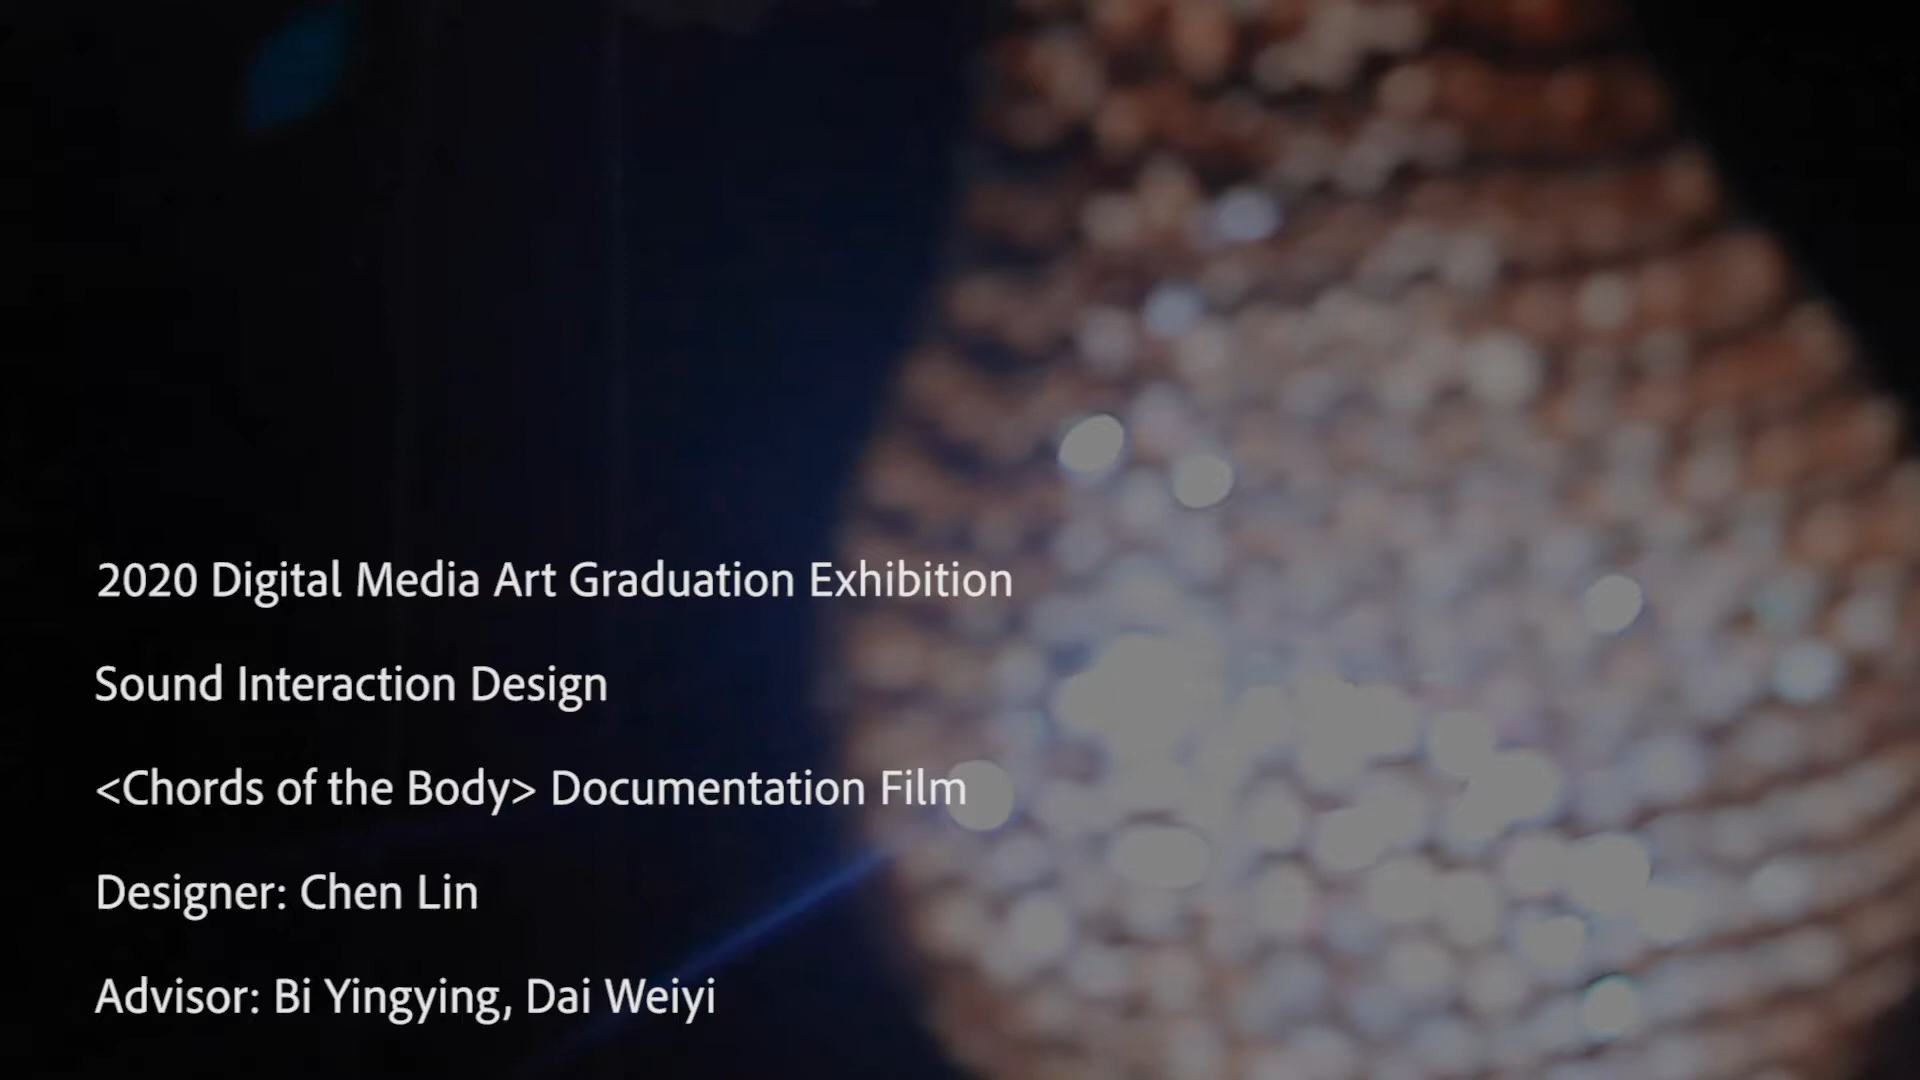 2020 Digital Media Art Graduation Exhibition
Sound Interaction Design
<Chords of the Body> Documentation Film
Designer: Chen Lin
Advisor: Bi Yingying, Dai Weiyi